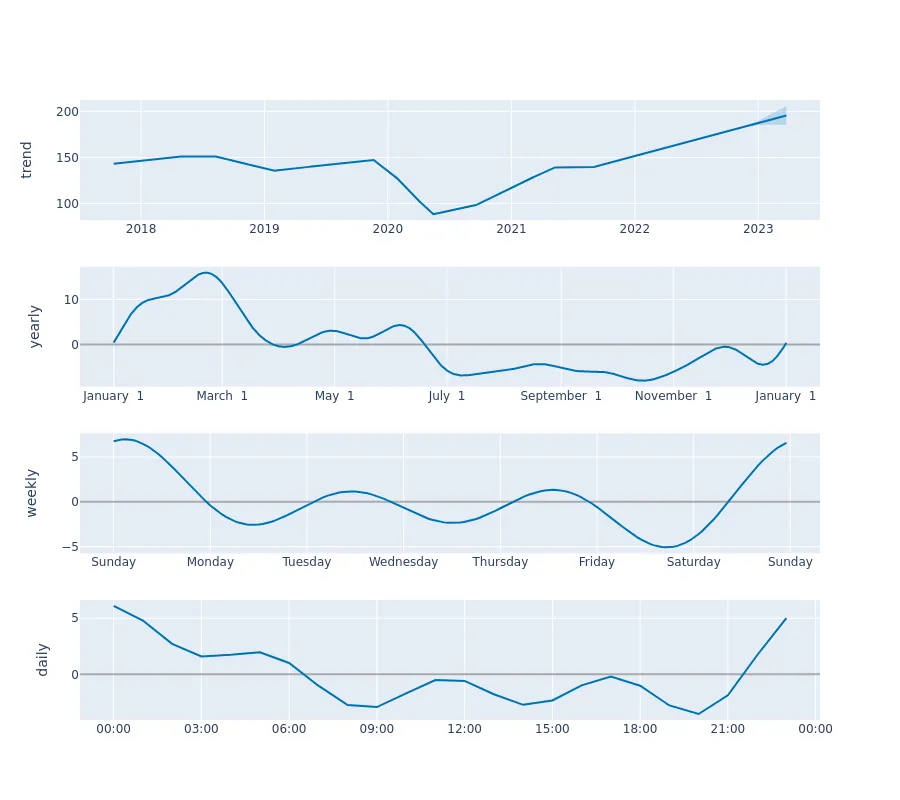 trend
200
150
100
2018 2019 2020 2021 2022 2023
yearly
10
0
January 1 March 1 May 1 July 1 September 1 November 1 January 1
weekly
5
0
−5
Sunday Monday Tuesday Wednesday Thursday Friday Saturday Sunday
daily
5
0
00:00 03:00 06:00 09:00 12:00 15:00 18:00 21:00 00:00